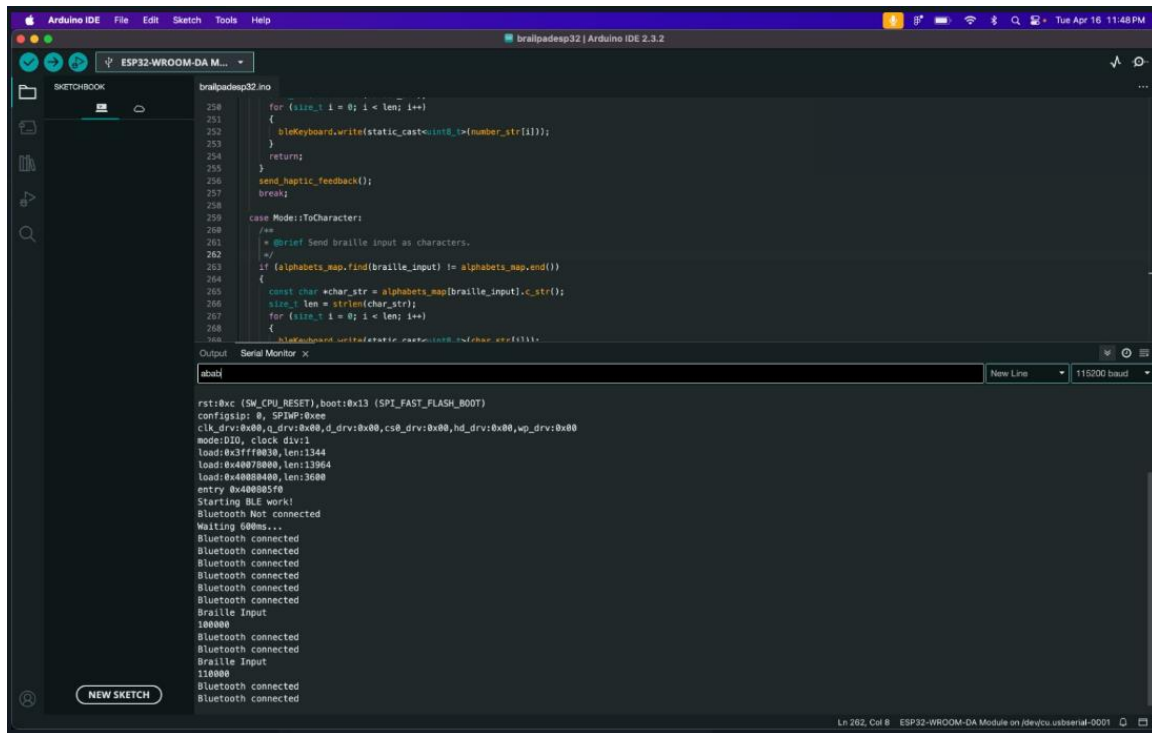 Arduino IDE File Edit Sketch Tools Help Tue Apr 16 11:48 PM
brailpadesp32 | Arduino IDE 2.3.2
ESP32-WROOM-DA M...
SKETCHBOOK
brailpadesp32.ino
250 for (size_t i = 0; i < len; i++)
251 {
252 bleKeyboard.write(static_cast<uint8_t>(number_str[i]));
253 }
254 return;
255 }
256 send_haptic_feedback();
257 break;
258
259 case Mode::ToCharacter:
260 /**
261 * @brief Send braille input as characters.
262 */
263 if (alphabets_map.find(braille_input) != alphabets_map.end())
264 {
265 const char *char_str = alphabets_map[braille_input].c_str();
266 size_t len = strlen(char_str);
267 for (size_t i = 0; i < len; i++)
268 {
269 bleKeyboard.write(static_cast<uint8_t>(char_str[i]));
Output Serial Monitor ×
abab New Line 115200 baud
rst:0xc (SW_CPU_RESET),boot:0x13 (SPI_FAST_FLASH_BOOT)
configsip: 0, SPIWP:0xee
clk_drv:0x00,q_drv:0x00,d_drv:0x00,cs0_drv:0x00,hd_drv:0x00,wp_drv:0x00
mode:DIO, clock div:1
load:0x3fff0030,len:1344
load:0x40078000,len:13964
load:0x40080400,len:3600
entry 0x400805f0
Starting BLE work!
Bluetooth Not connected
Waiting 600ms...
Bluetooth connected
Bluetooth connected
Bluetooth connected
Bluetooth connected
Bluetooth connected
Bluetooth connected
Braille Input
100000
Bluetooth connected
Bluetooth connected
Braille Input
110000
Bluetooth connected
Bluetooth connected
NEW SKETCH
Ln 262, Col 8 ESP32-WROOM-DA Module on /dev/cu.usbserial-0001